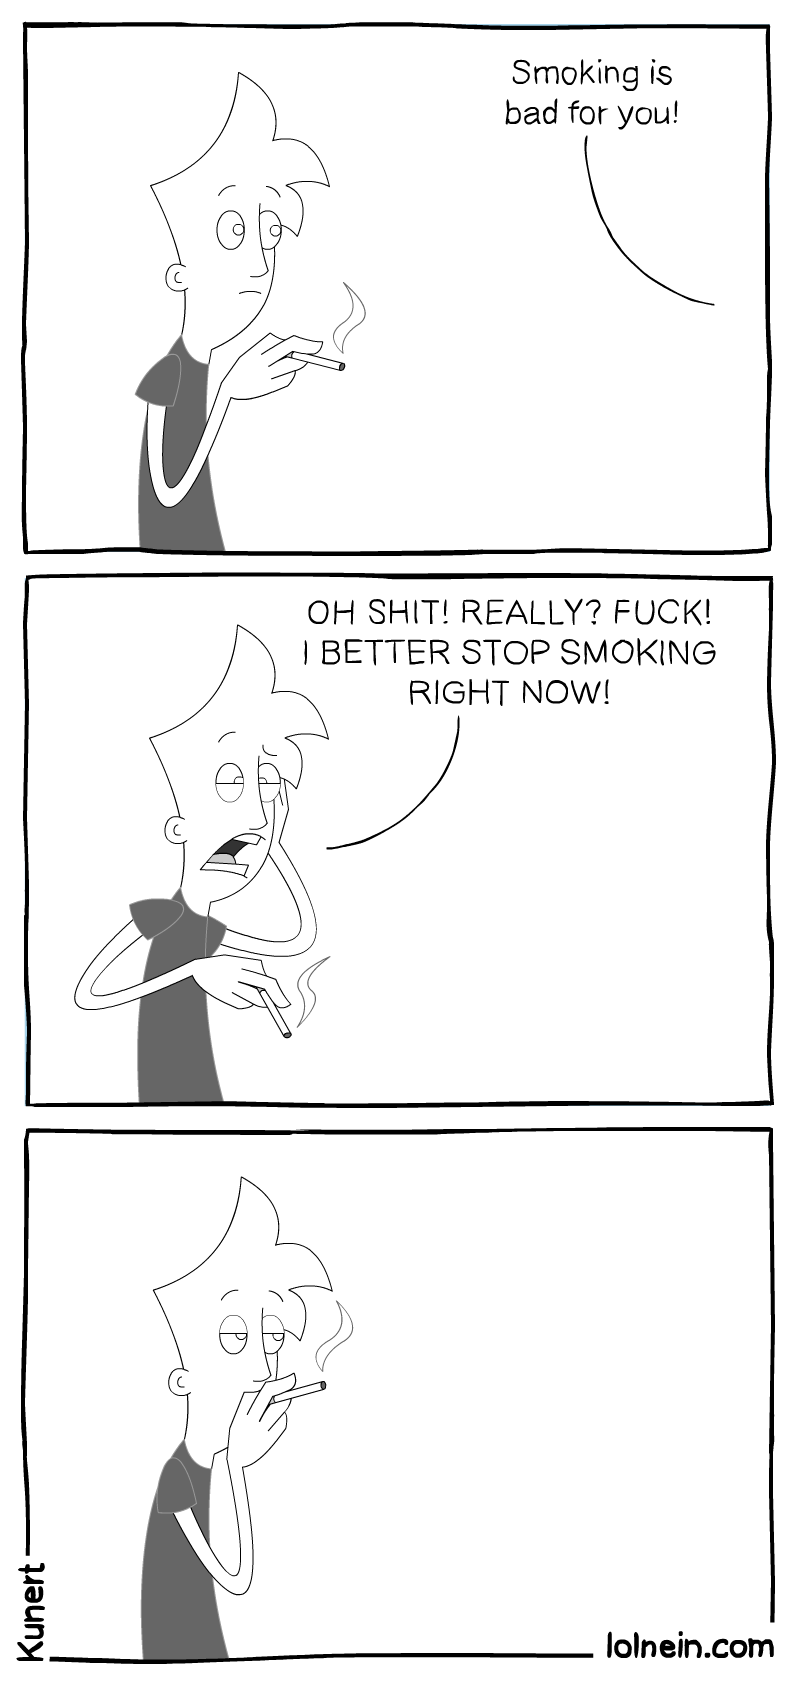 Smoking is
bad for you!
OH SHIT! REALLY? FUCK!
I BETTER STOP SMOKING
RIGHT NOW!
Kunert
lolnein.com